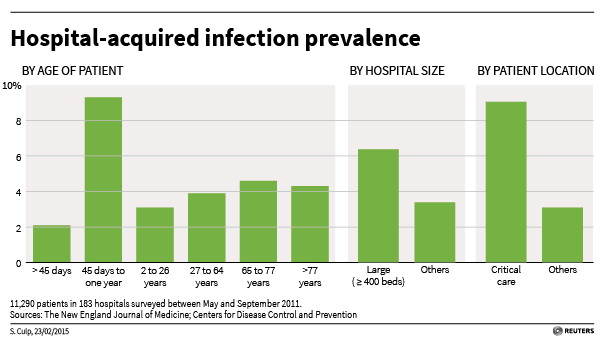 Hospital-acquired infection prevalence
BY AGE OF PATIENT
BY HOSPITAL SIZE
BY PATIENT LOCATION
10%
8
6
4
2
0
> 45 days
45 days to
one year
2 to 26
years
27 to 64
years
65 to 77
years
>77
years
Large
( ≥ 400 beds)
Others
Critical
care
Others
11,290 patients in 183 hospitals surveyed between May and September 2011.
Sources: The New England Journal of Medicine; Centers for Disease Control and Prevention
S. Culp, 23/02/2015
REUTERS